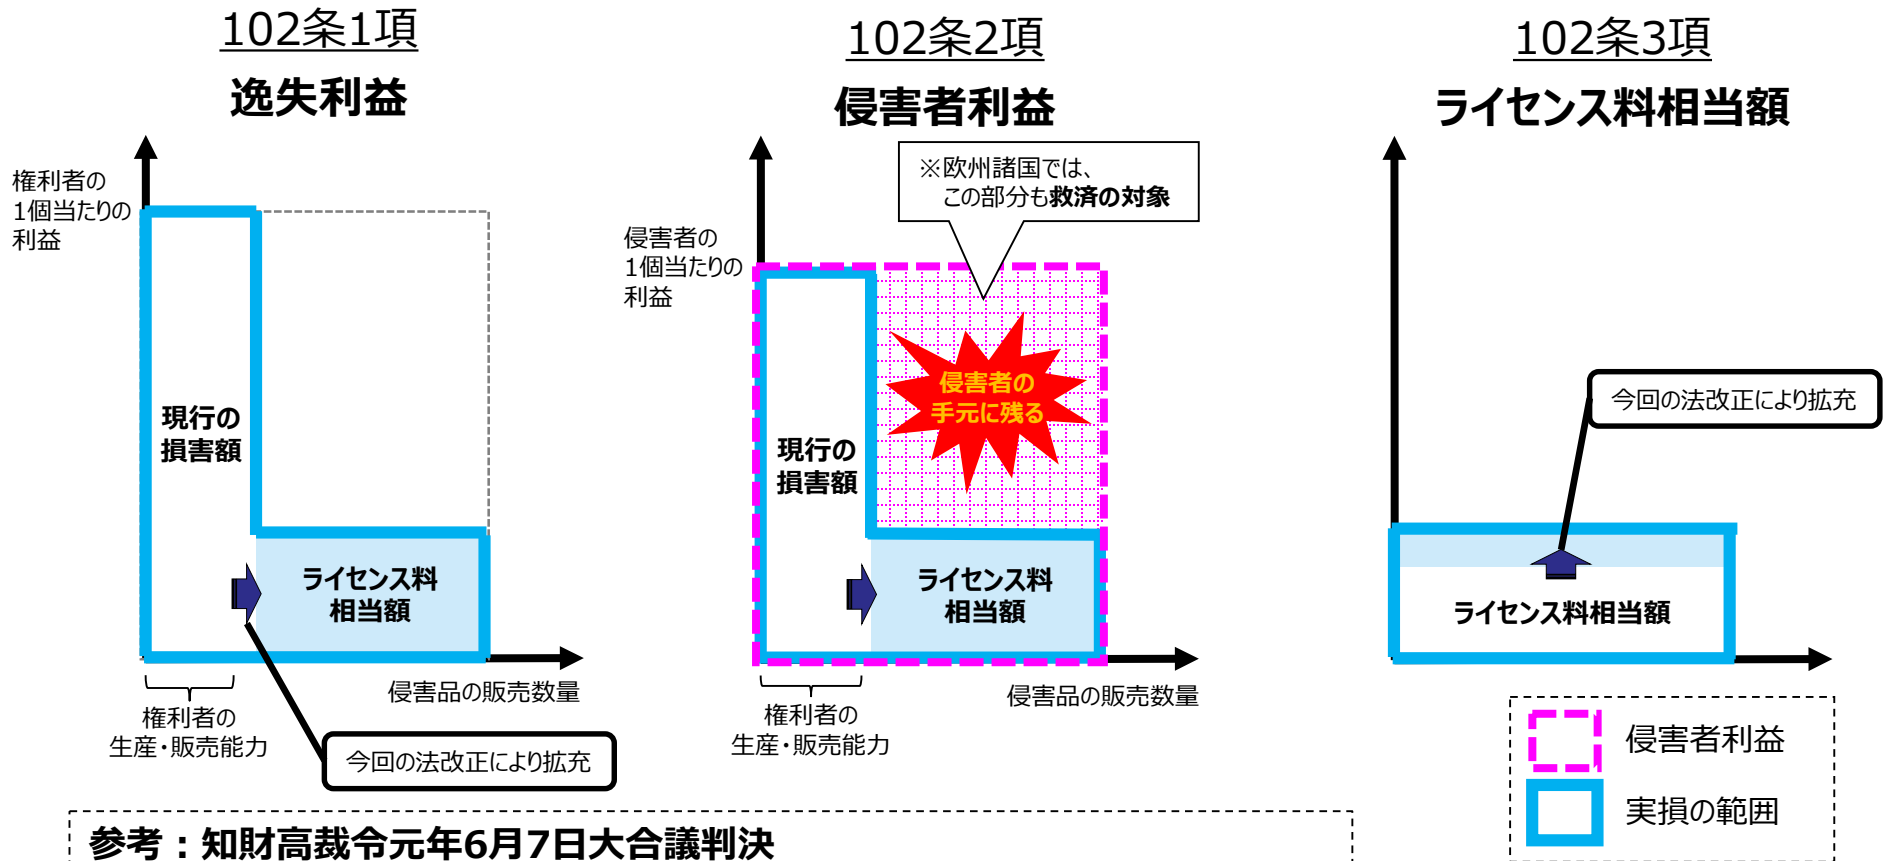 102条1項
逸失利益
権利者の
1個当たりの
利益
現行の
損害額
ライセンス料
相当額
侵害品の販売数量
権利者の
生産・販売能力
今回の法改正により拡充
102条2項
侵害者利益
※欧州諸国では、
この部分も救済の対象
侵害者の
1個当たりの
利益
侵害者の
手元に残る
現行の
損害額
ライセンス料
相当額
侵害品の販売数量
権利者の
生産・販売能力
102条3項
ライセンス料相当額
今回の法改正により拡充
ライセンス料相当額
侵害者利益
実損の範囲
参考：知財高裁令元年6月7日大合議判決